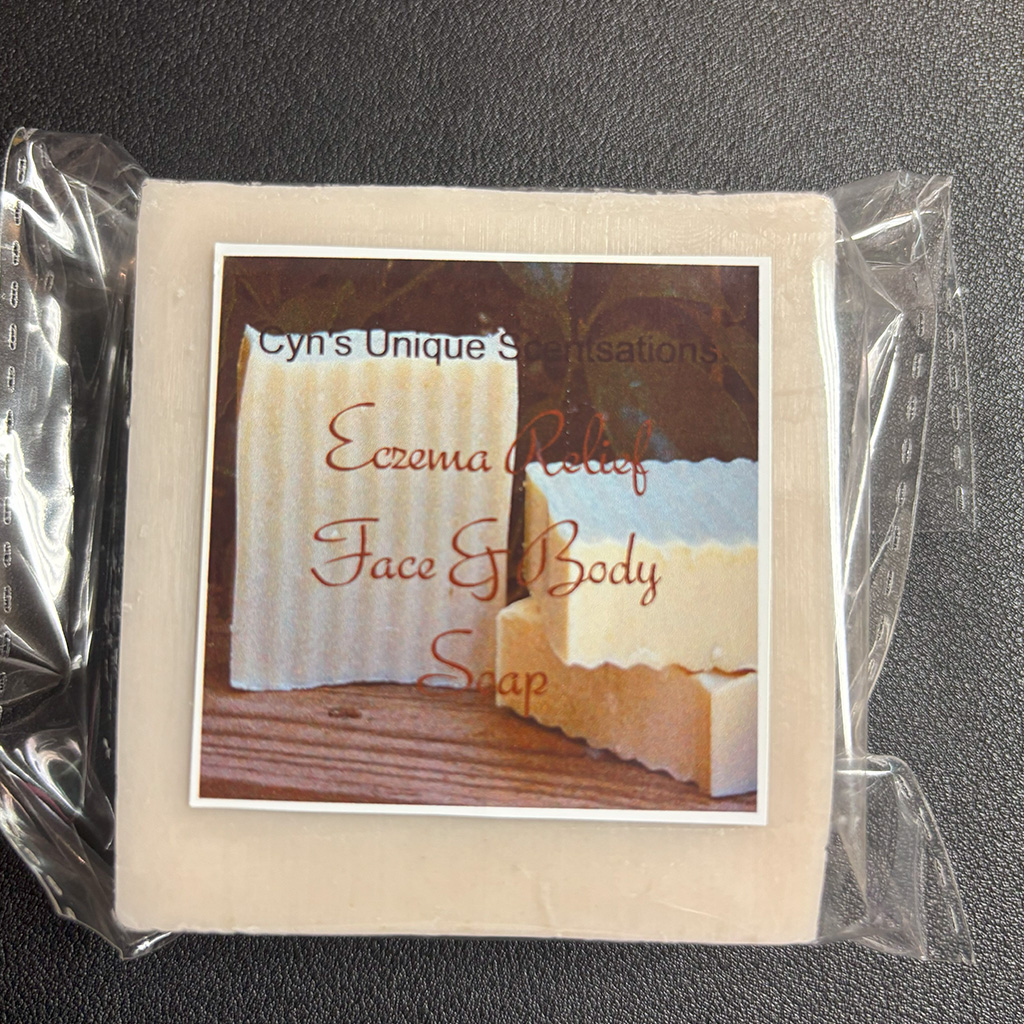 Cyn's Unique Scentsations
Eczema Relief
Face & Body
Soap